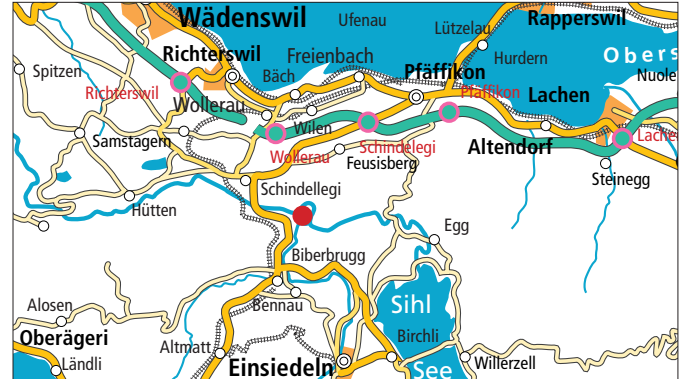 Wädenswil
Ufenau
Lützelau
Rapperswil
Richterswil
Freienbach
Hurdern
Obers
Spitzen
Bäch
Pfäffikon
Nuole
Richterswil
Wollerau
Pfäffikon
Lachen
Samstagern
Wilen
Wollerau
Schindelegi
Feusisberg
Altendorf
Lache
Steinegg
Schindellegi
Hütten
Egg
Biberbrugg
Alosen
Bennau
Sihl
Oberägeri
Altmatt
Birchli
Ländli
Einsiedeln
See
Willerzell